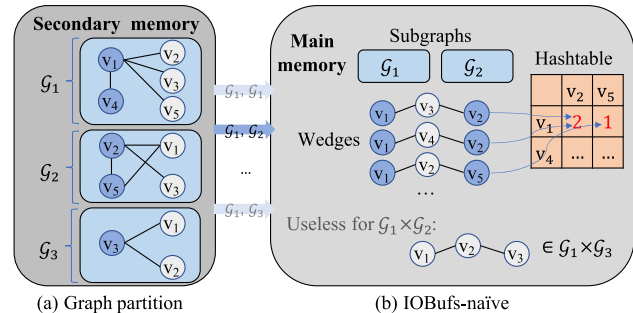 Secondary memory
𝒢1
v1
v2
v3
v4
v5
𝒢2
v2
v1
v5
v3
𝒢3
v3
v1
v2
(a) Graph partition
𝒢1, 𝒢1
𝒢1, 𝒢2
...
𝒢1, 𝒢3
Main memory
Subgraphs
𝒢1 𝒢2
Hashtable
v2 v5
v1 2 1
v4 ... ...
Wedges
v1 v3 v2
v1 v4 v2
v1 v2 v5
...
Useless for 𝒢1×𝒢2:
v1 v2 v3 ∈ 𝒢1×𝒢3
(b) IOBufs-naïve